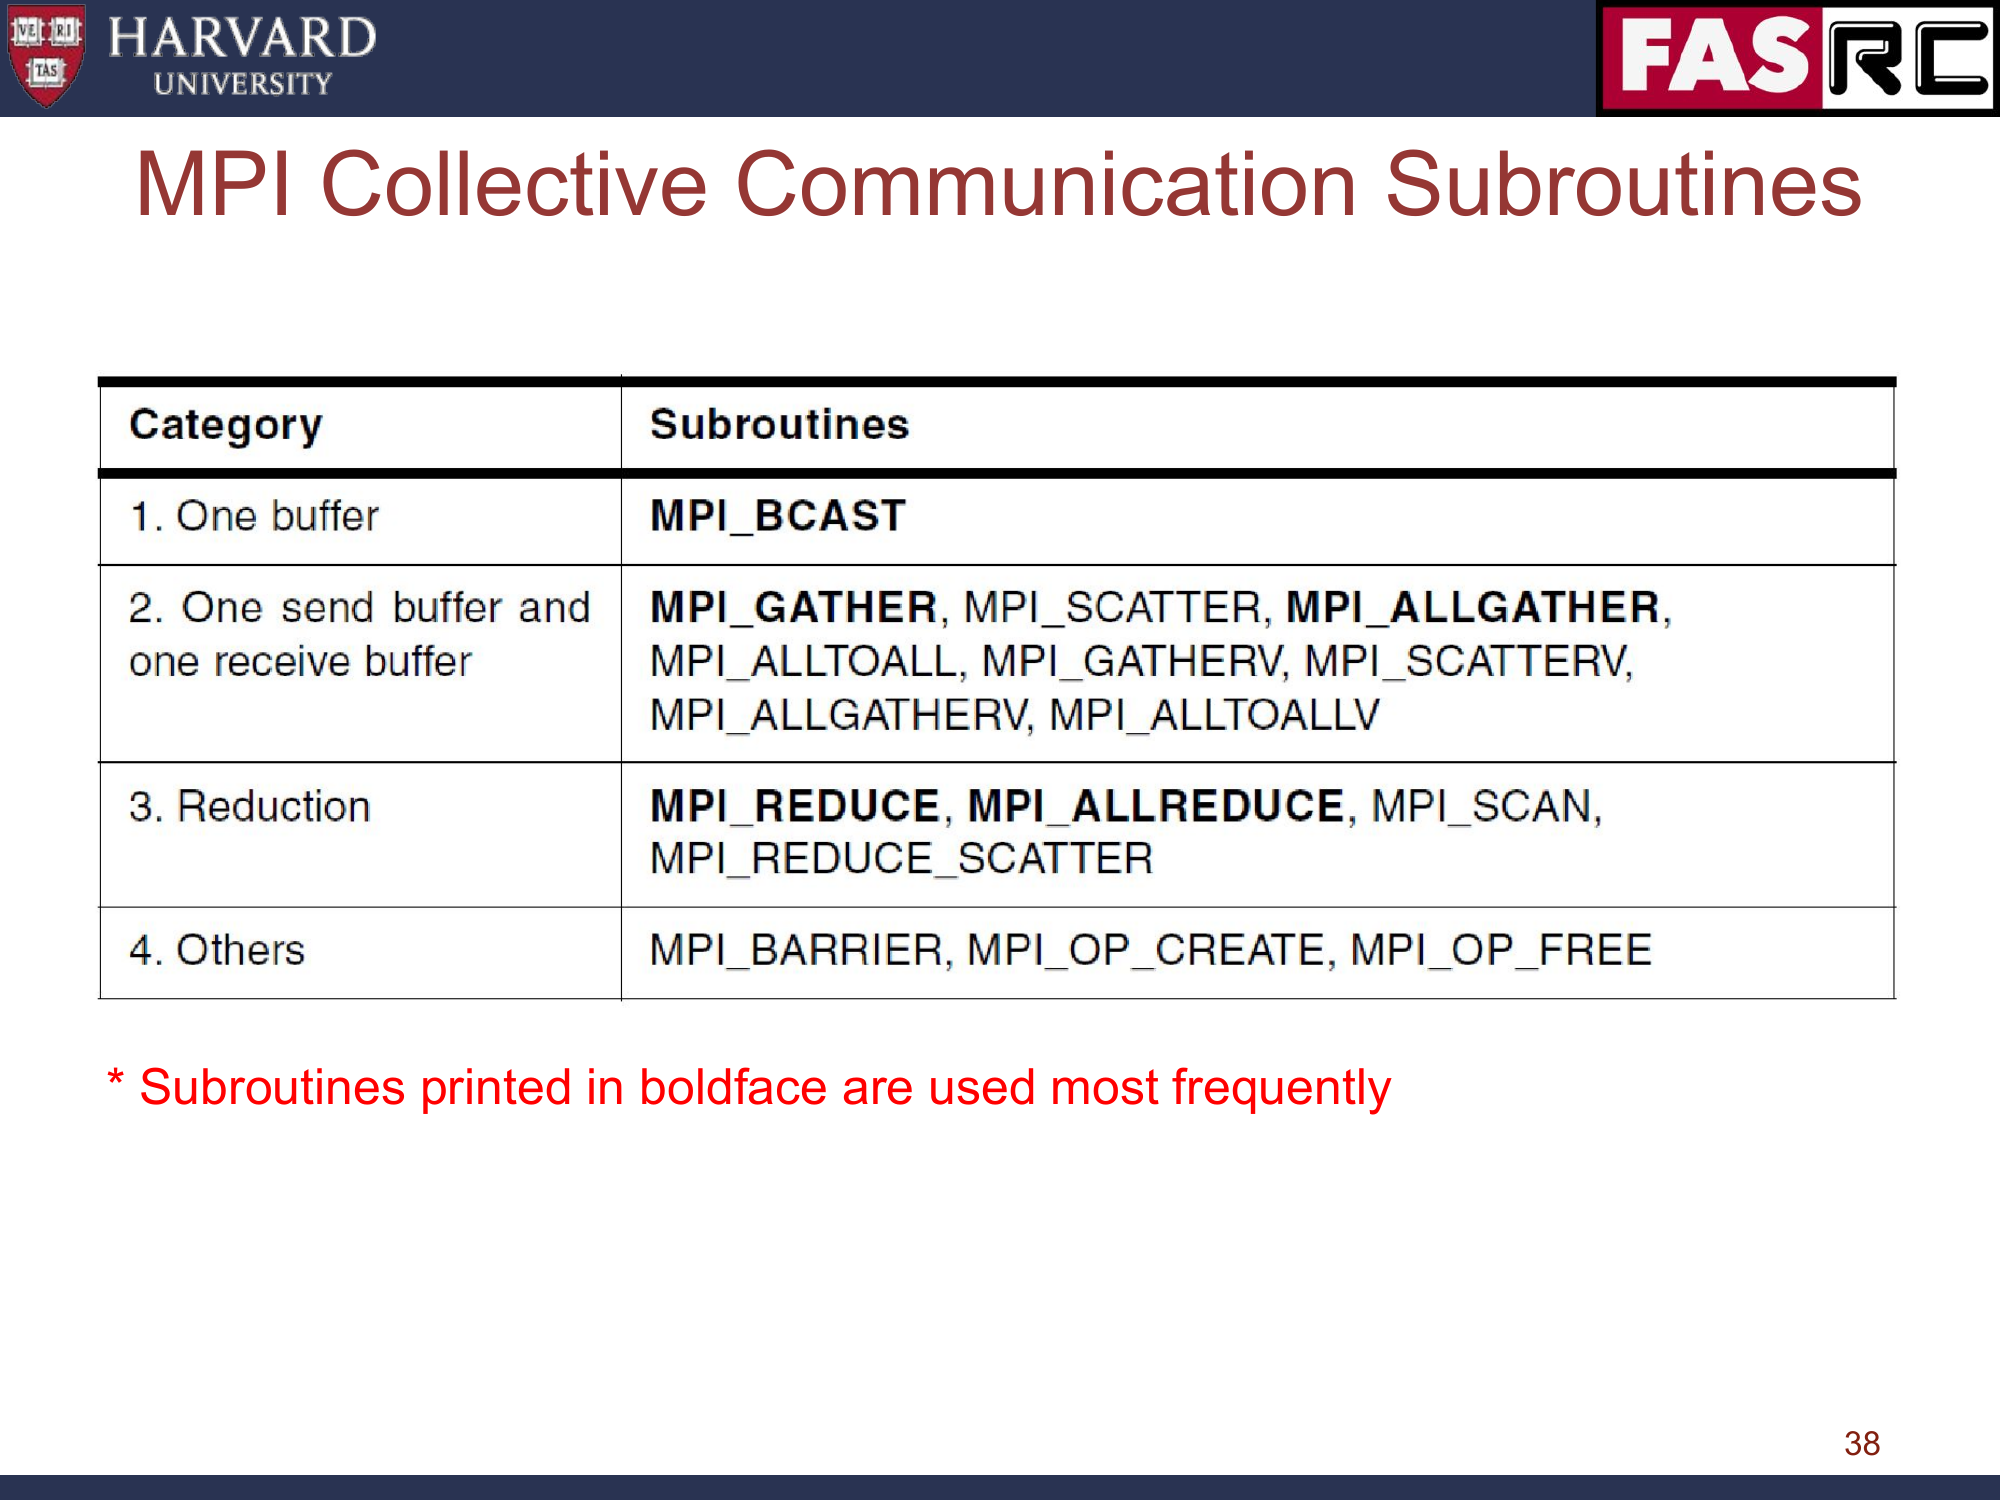 VE RI
TAS
HARVARD
UNIVERSITY
FAS RC
MPI Collective Communication Subroutines
Category
Subroutines
1. One buffer
MPI_BCAST
2. One send buffer and
one receive buffer
MPI_GATHER, MPI_SCATTER, MPI_ALLGATHER,
MPI_ALLTOALL, MPI_GATHERV, MPI_SCATTERV,
MPI_ALLGATHERV, MPI_ALLTOALLV
3. Reduction
MPI_REDUCE, MPI_ALLREDUCE, MPI_SCAN,
MPI_REDUCE_SCATTER
4. Others
MPI_BARRIER, MPI_OP_CREATE, MPI_OP_FREE
* Subroutines printed in boldface are used most frequently
38